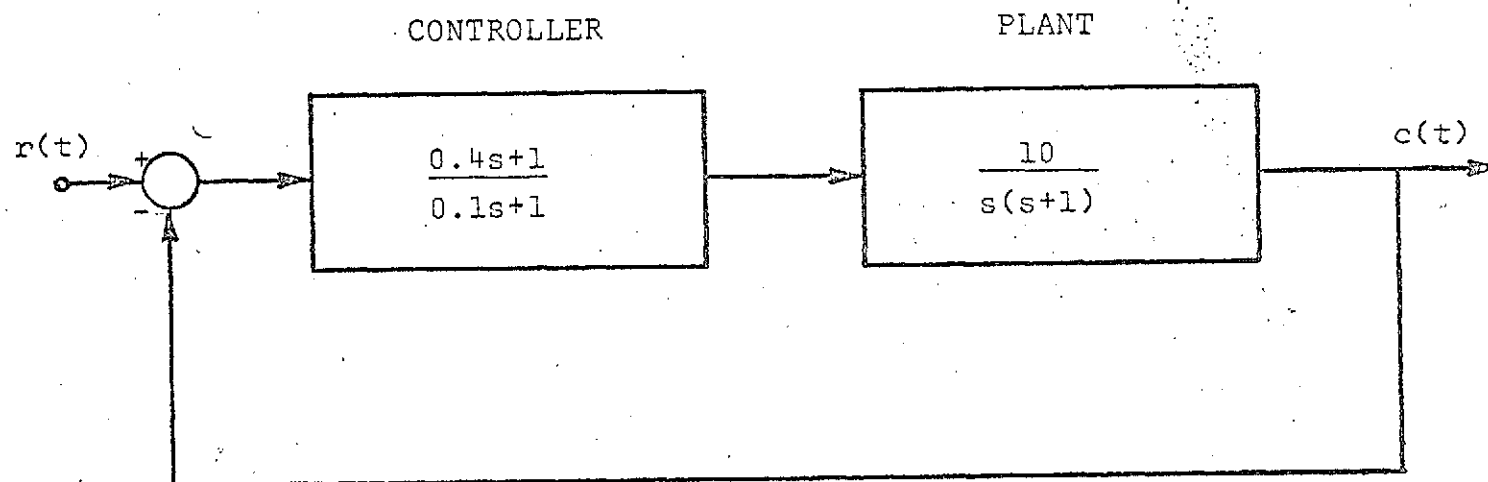 CONTROLLER
PLANT
r(t)
+
-
0.4s+1
0.1s+1
10
s(s+1)
c(t)